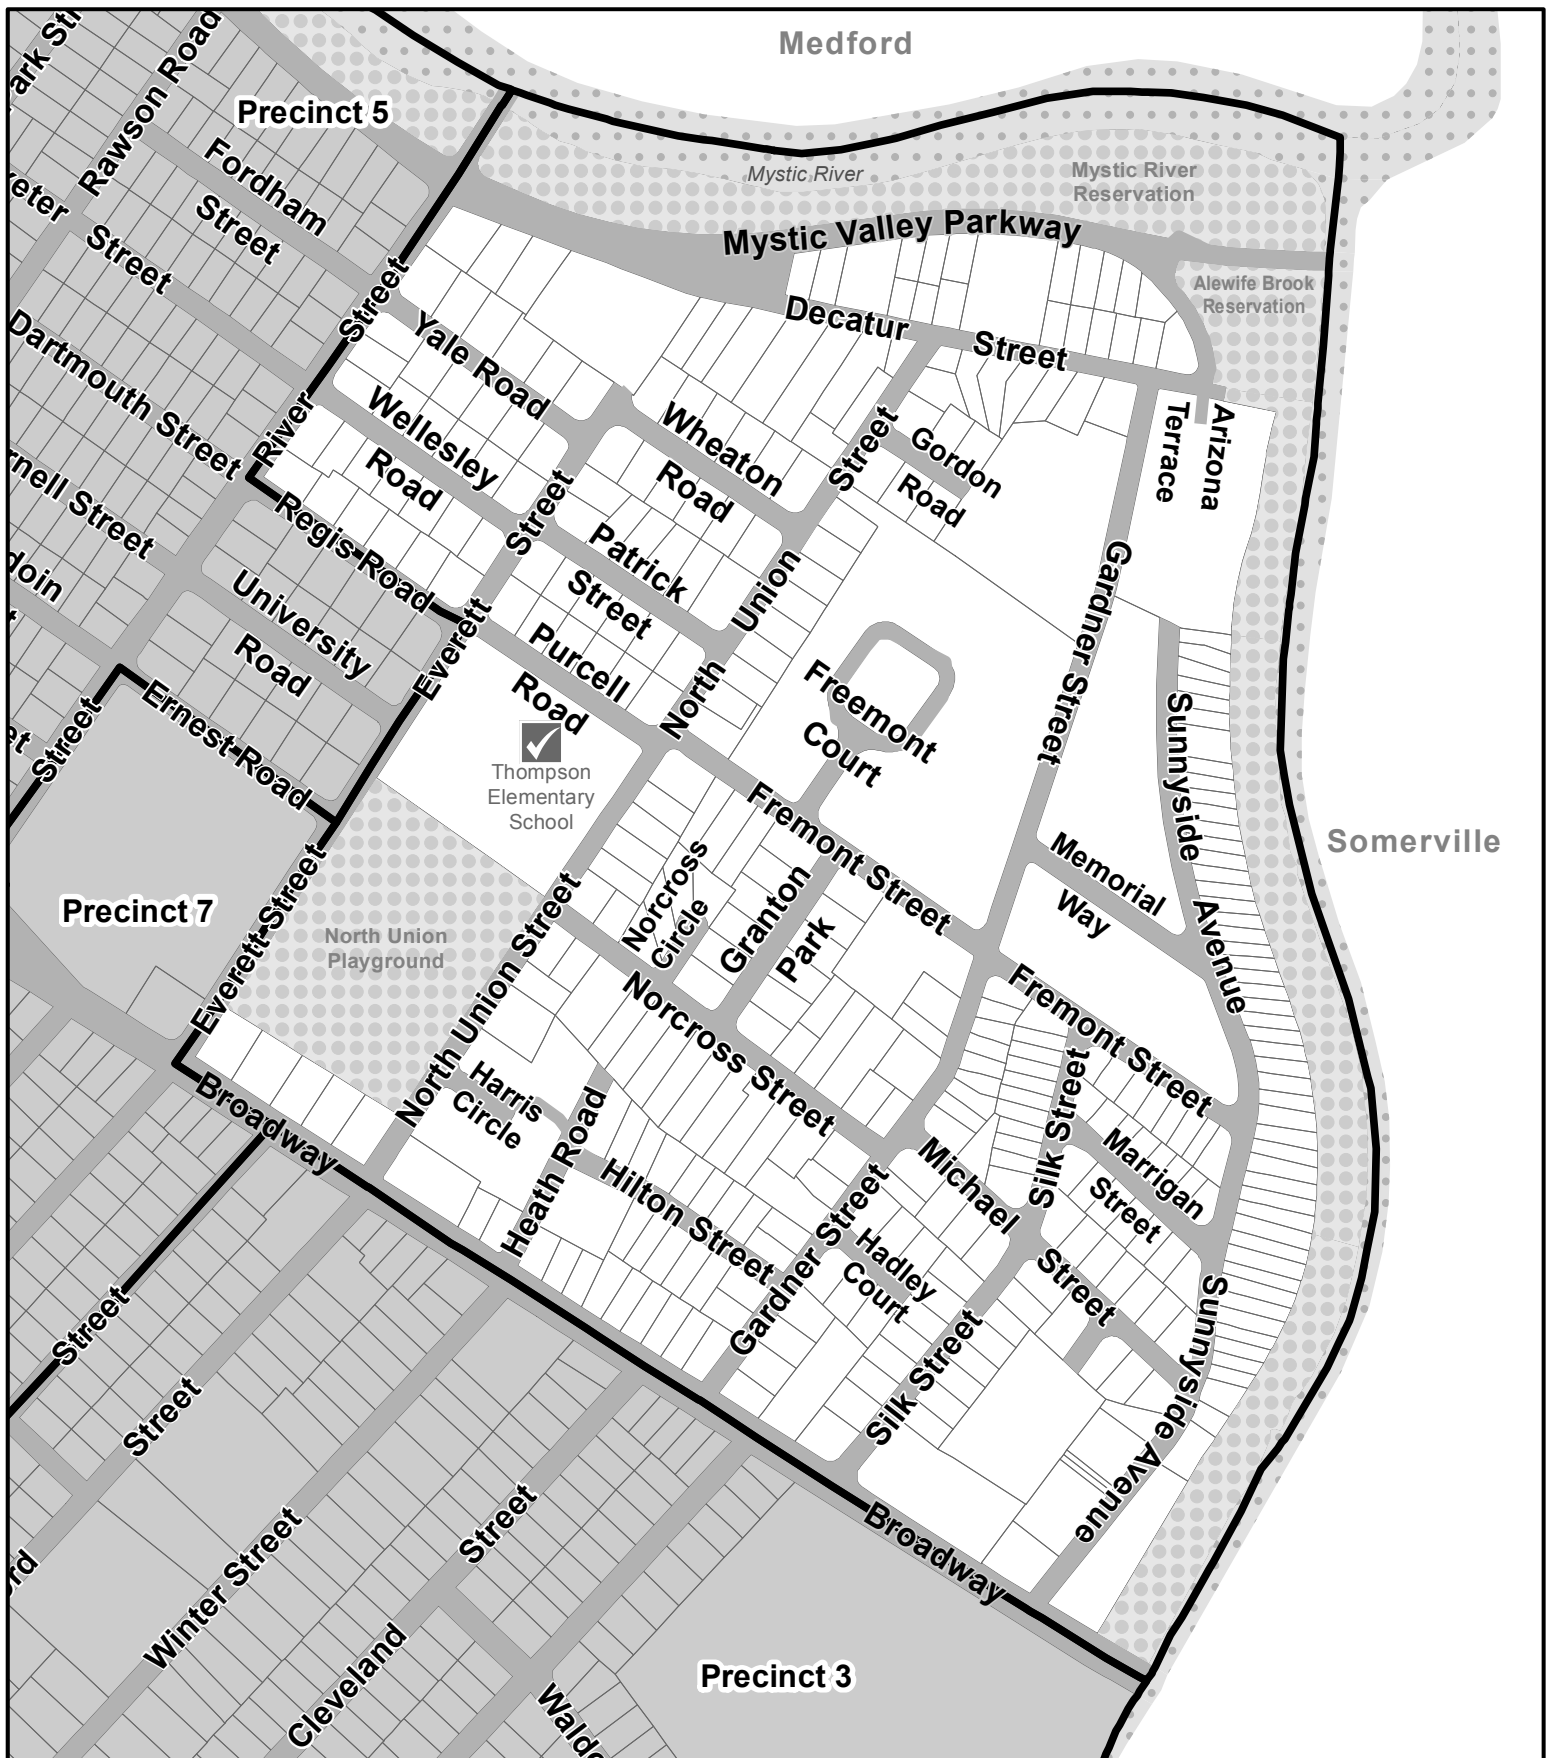 Medford
Precinct 5
Rawson Road
Fordham
Street
Street
Mystic River
Mystic River
Reservation
Mystic Valley Parkway
Alewife Brook
Reservation
Decatur
Street
River
Street
Dartmouth Street
Street
Yale Road
Wellesley
Road
Wheaton
Road
Gordon
Road
Arizona
Terrace
Regis Road
Patrick
Street
Purcell
Road
University
Road
Everett
Street
North
Union
Street
Freemont
Court
Gardner Street
Sunnyside
Avenue
Ernest Road
Street
Thompson
Elementary
School
Fremont Street
Memorial
Way
Somerville
Precinct 7
Everett Street
North Union
Playground
North Union Street
Norcross
Circle
Granton
Park
Norcross Street
Fremont Street
Harris
Circle
Heath Road
Hilton Street
Broadway
Michael
Street
Silk Street
Marrigan
Street
Gardner Street
Hadley
Court
Silk Street
Sunnyside Avenue
Street
Street
Winter Street
Cleveland
Street
Broadway
Precinct 3